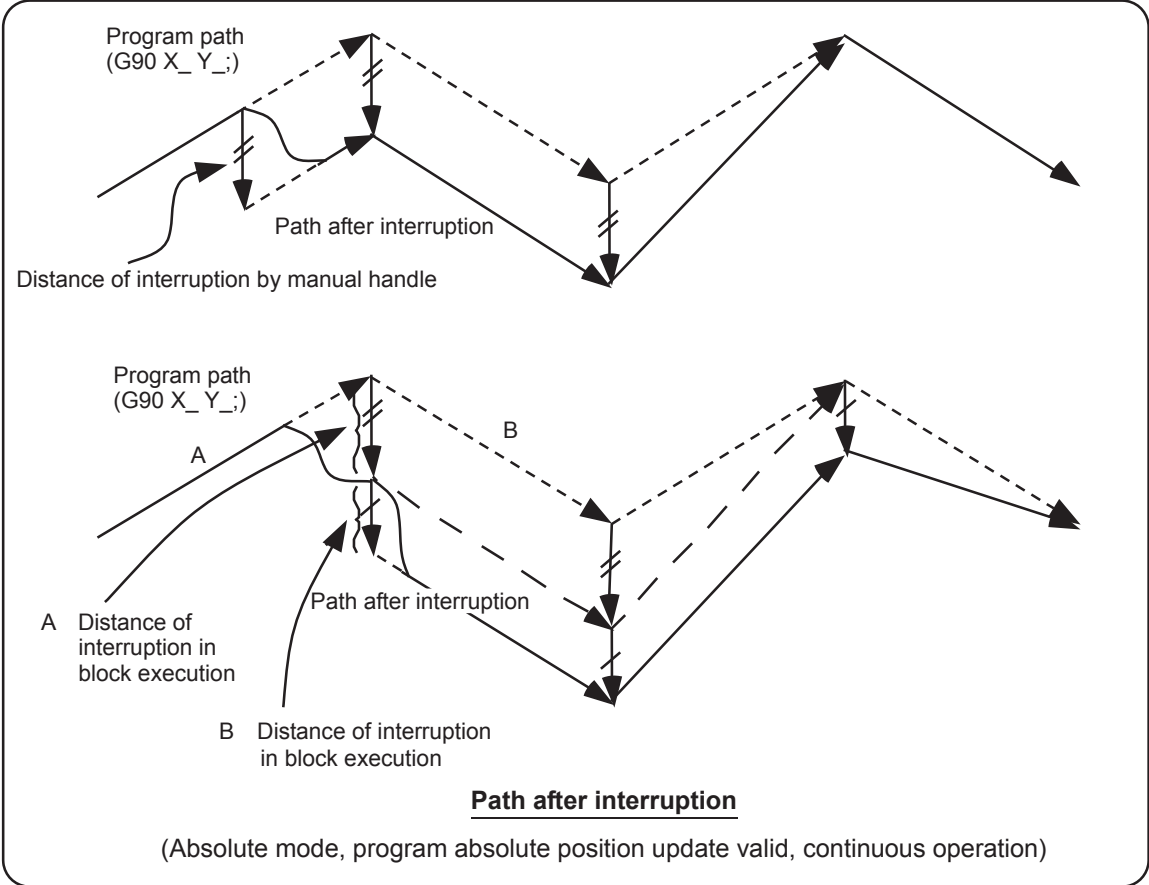 Program path
(G90 X_ Y_;)
Path after interruption
Distance of interruption by manual handle
Program path
(G90 X_ Y_;)
A
B
Path after interruption
A Distance of
interruption in
block execution
B Distance of interruption
in block execution
Path after interruption
(Absolute mode, program absolute position update valid, continuous operation)